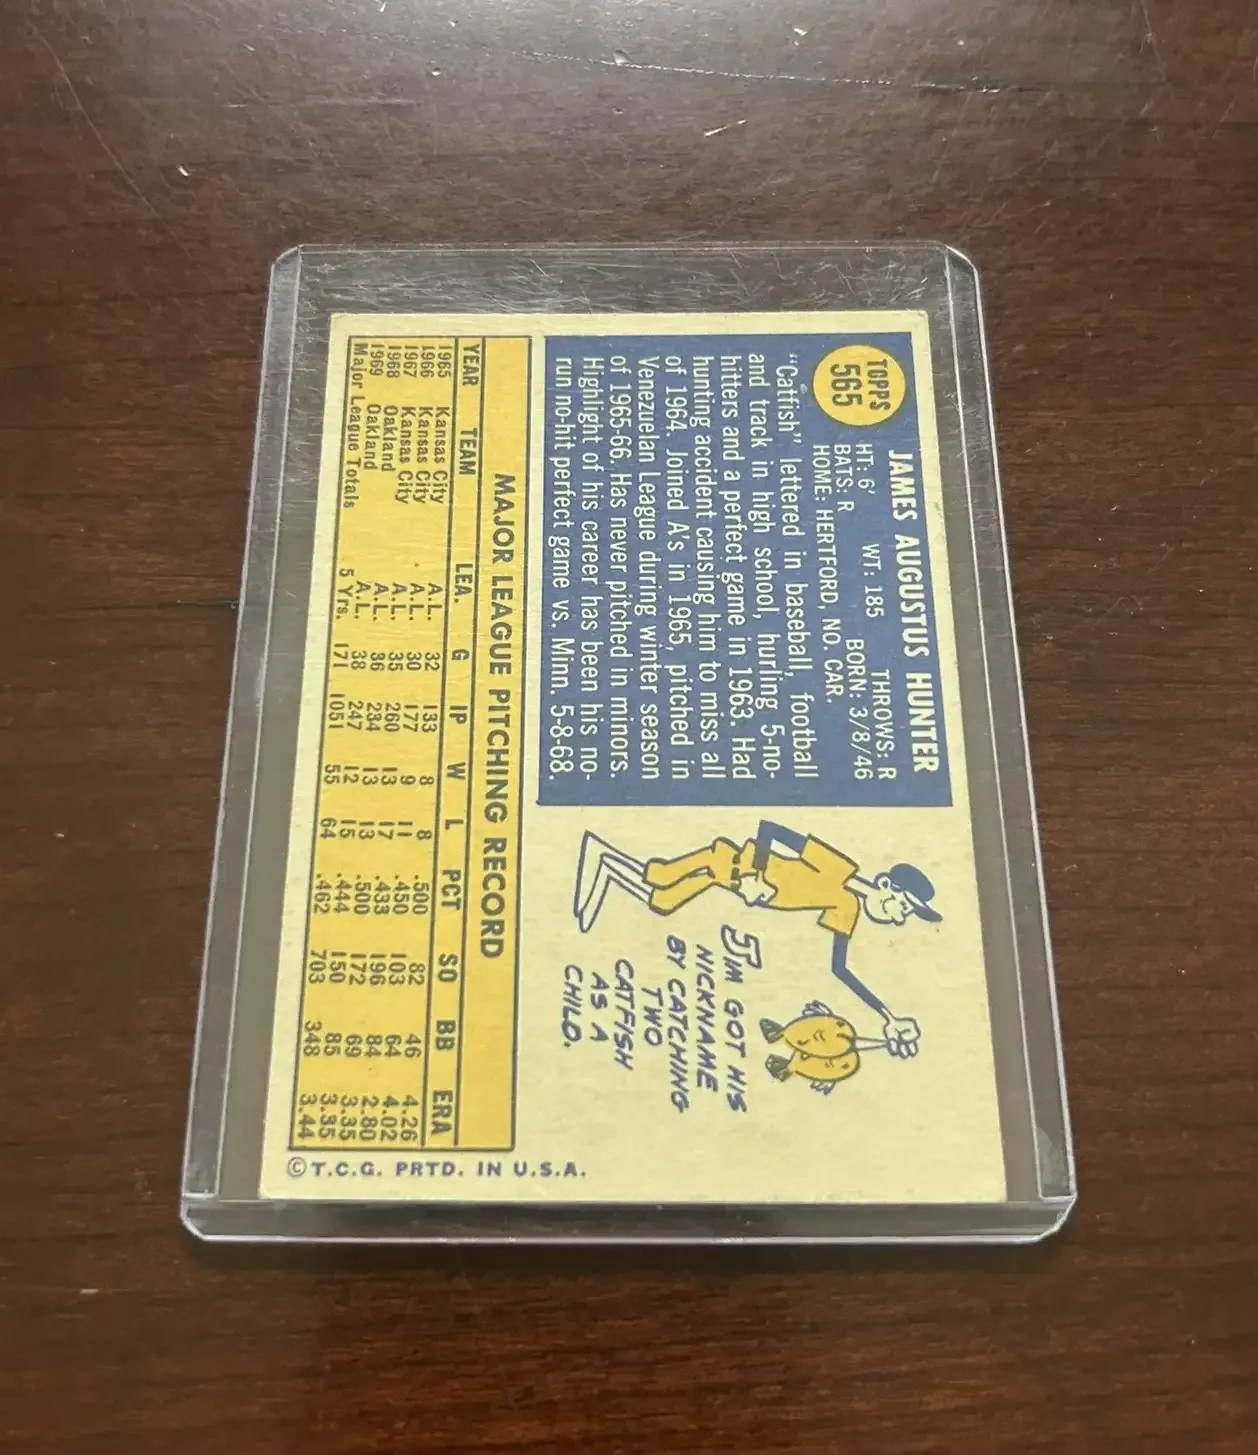 TOPPS
565
JAMES AUGUSTUS HUNTER
HT: 6' WT: 185 THROWS: R
BATS: R BORN: 3/8/46
HOME: HERTFORD, NO. CAR.
"Catfish" lettered in baseball, football
and track in high school, hurling 5-no-
hitters and a perfect game in 1963. Had
hunting accident causing him to miss all
of 1964. Joined A's in 1965, pitched in
Venezuelan League during winter season
of 1965-66. Has never pitched in minors.
Highlight of his career has been his no-
run no-hit perfect game vs. Minn. 5-8-68.
JIM GOT HIS
NICKNAME
BY CATCHING
TWO
CATFISH
AS A
CHILD.
MAJOR LEAGUE PITCHING RECORD
YEAR TEAM LEA. G IP W L PCT SO BB ERA
1965 Kansas City A.L. 32 133 8 8 .500 82 46 4.26
1966 Kansas City A.L. 30 177 9 11 .450 103 64 4.02
1967 Kansas City A.L. 35 260 13 17 .433 196 84 2.80
1968 Oakland A.L. 36 234 13 13 .500 172 69 3.35
1969 Oakland A.L. 38 247 12 15 .444 150 85 3.35
Major League Totals 5 Yrs. 171 1051 55 64 .462 703 348 3.44
©T.C.G. PRTD. IN U.S.A.